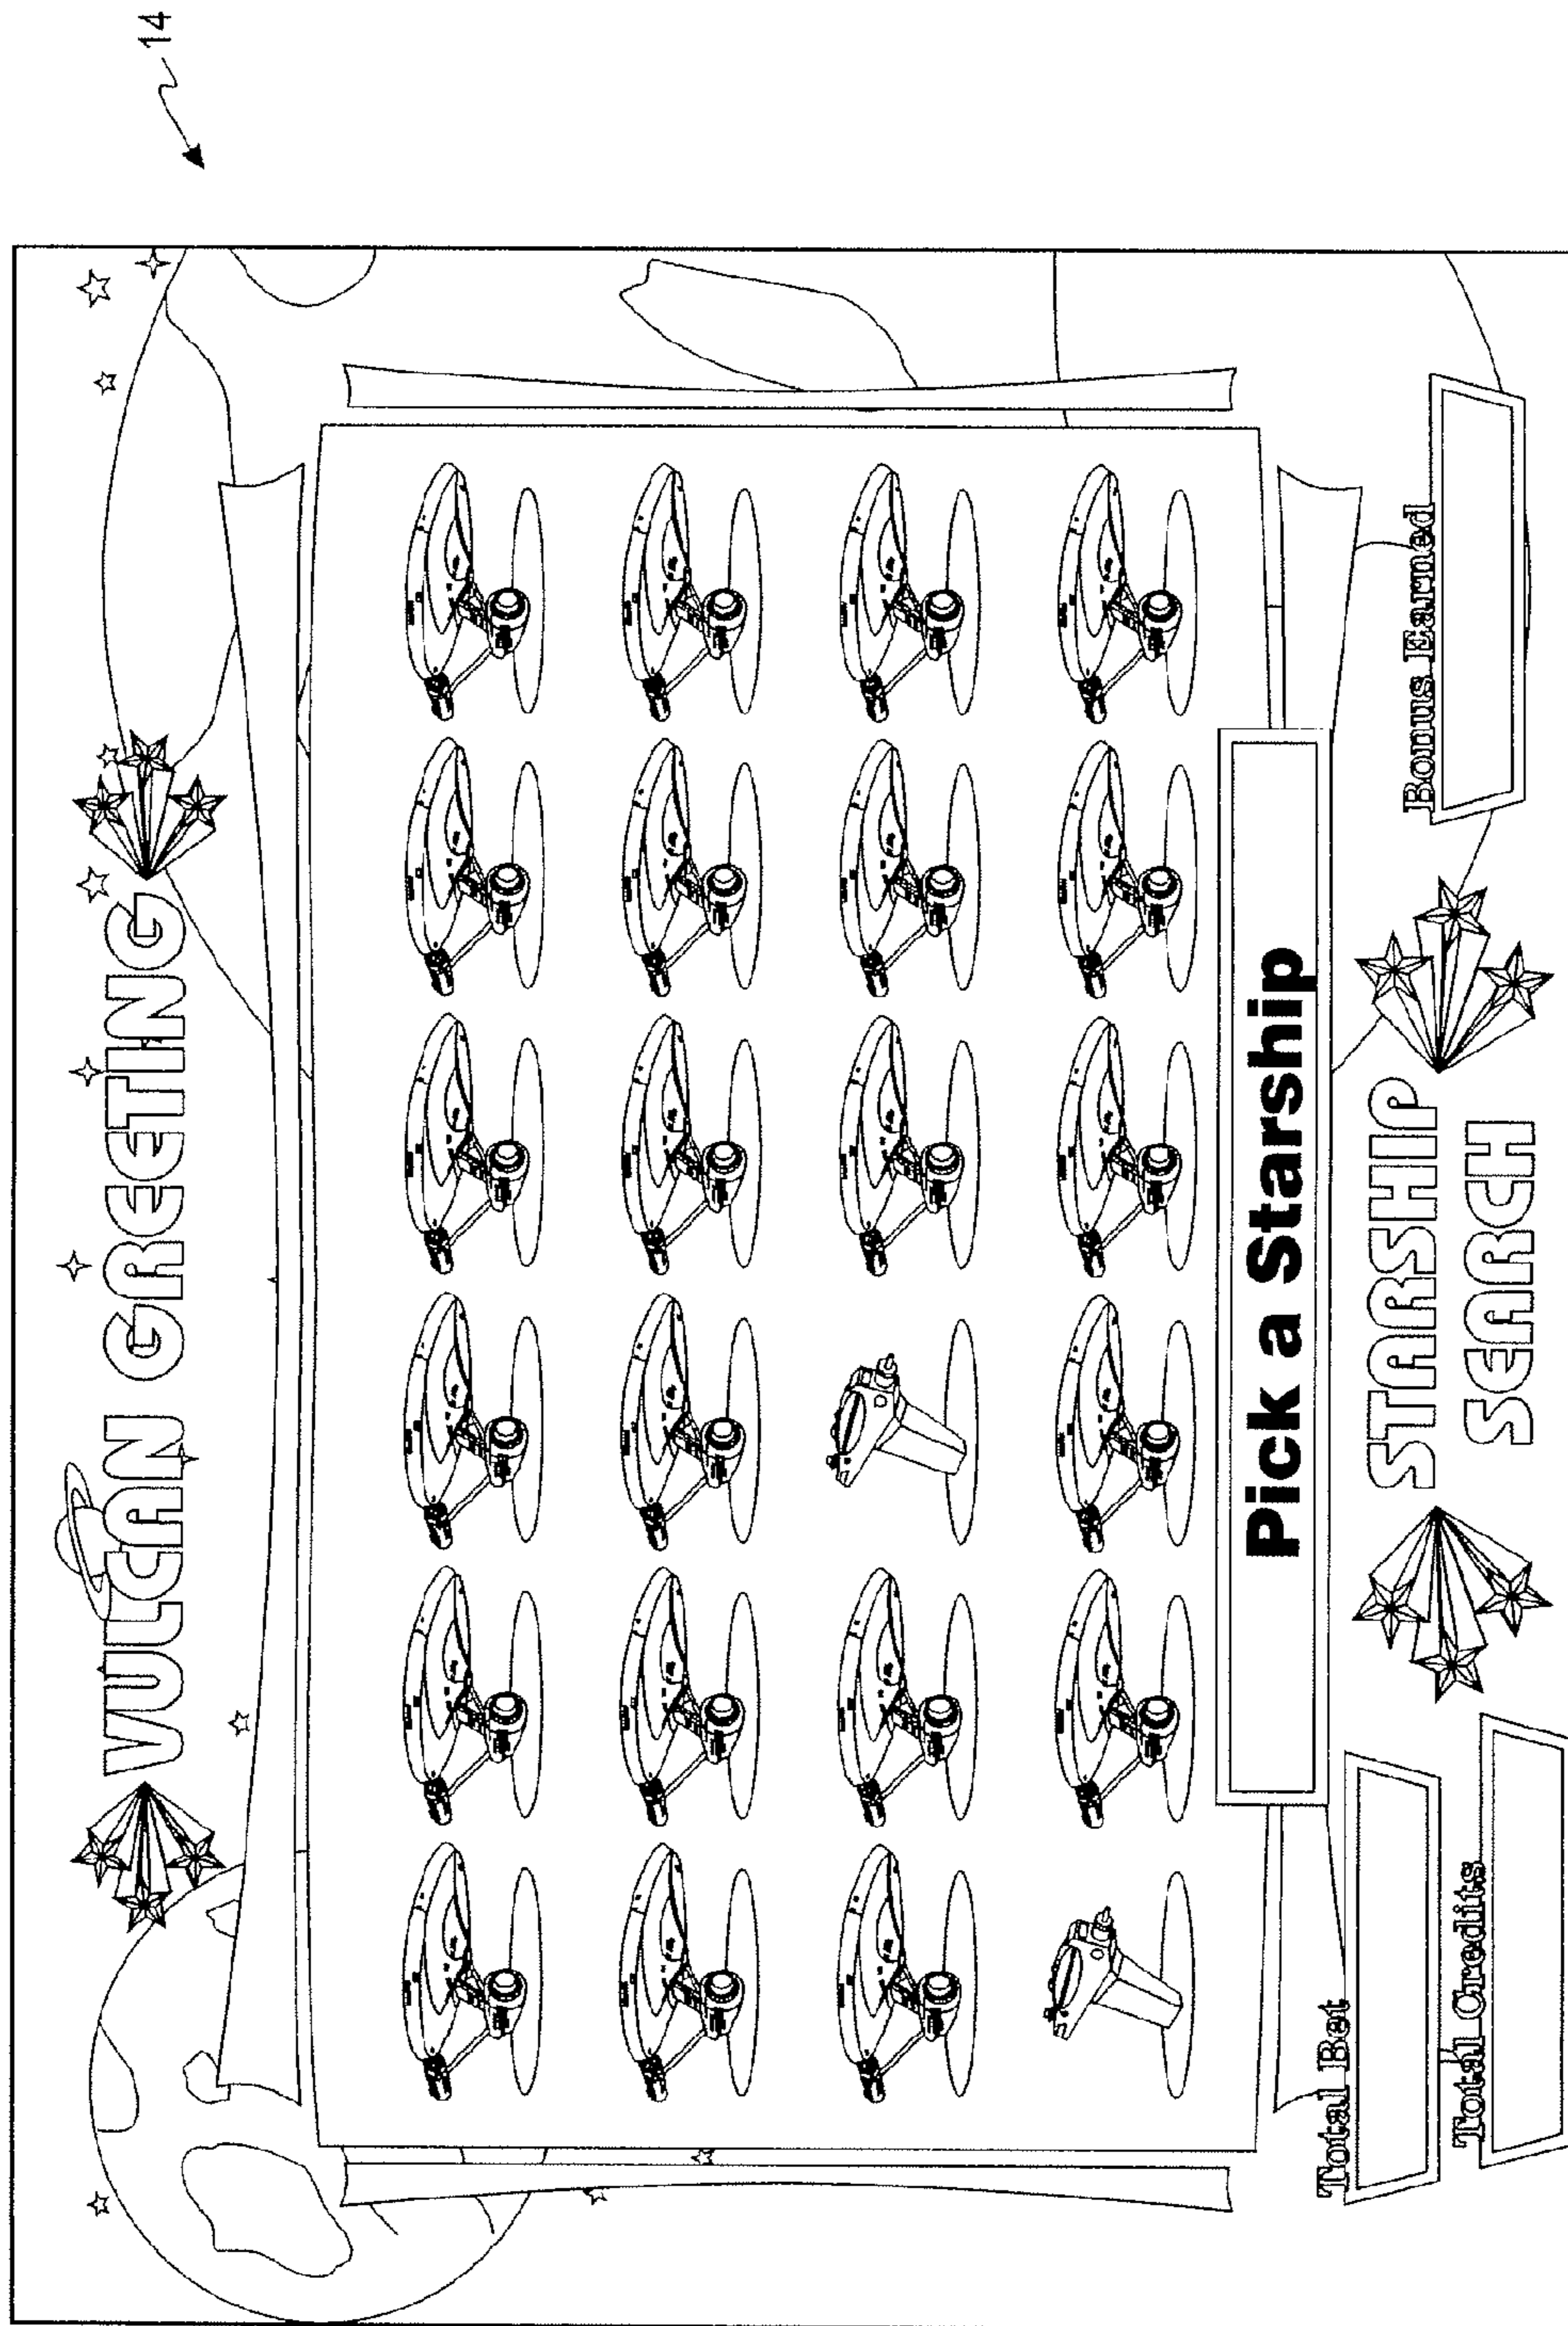 14
VULCAN GREETING
Pick a Starship
Total Bet
Total Credits
STARSHIP
SEARCH
Bonus Earned